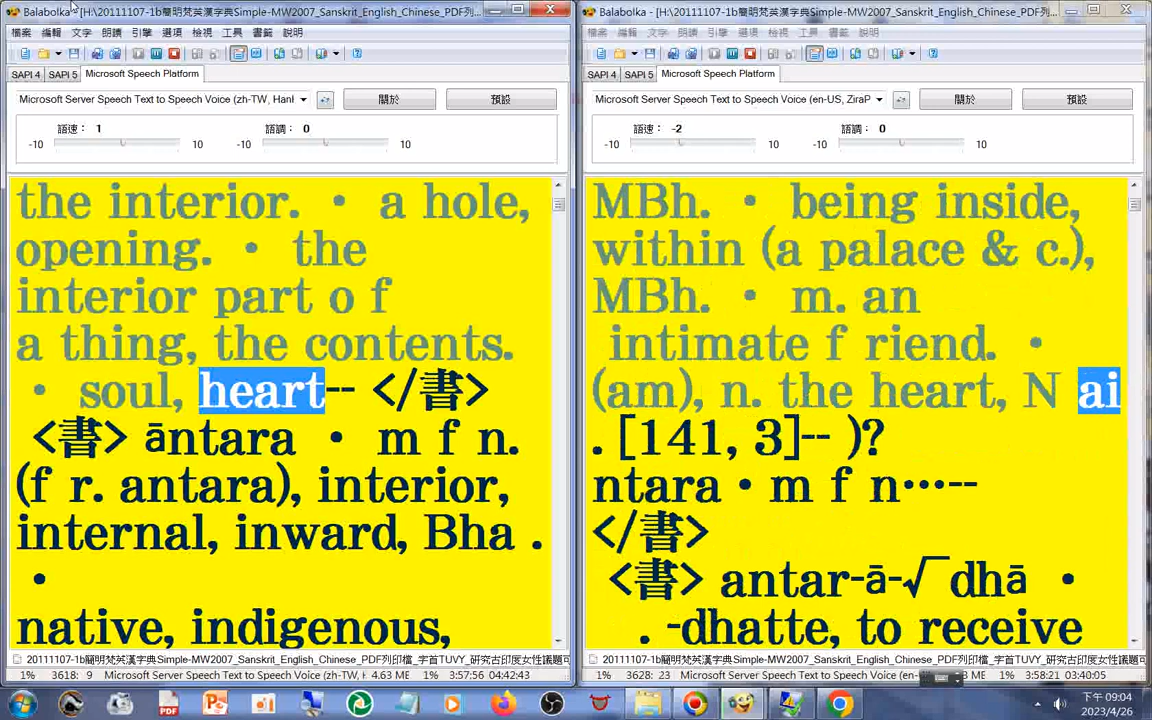 Balabolka - [H:\20111107-1b簡明梵英漢字典Simple-MW2007_Sanskrit_English_Chinese_PDF列...
檔案 編輯 文字 朗讀 引擎 選項 檢視 工具 書籤 說明
SAPI 4 SAPI 5 Microsoft Speech Platform
Microsoft Server Speech Text to Speech Voice (zh-TW, Hanl
關於 預設
語速： 1 語調： 0
-10 10 -10 10
the interior. • a hole,
opening. • the
interior part o f
a thing, the contents.
• soul, heart-- </書>
<書> āntara • m f n.
(f r. antara), interior,
internal, inward, Bha .
•
native, indigenous,
20111107-1b簡明梵英漢字典Simple-MW2007_Sanskrit_English_Chinese_PDF列印檔_字首TUVY_研究古印度女性議題可
1% 3618: 9 Microsoft Server Speech Text to Speech Voice (zh-TW, H 4.63 MB 1% 3:57:56 04:42:43
Balabolka - [H:\20111107-1b簡明梵英漢字典Simple-MW2007_Sanskrit_English_Chinese_PDF列印...
檔案 編輯 文字 朗讀 引擎 選項 檢視 工具 書籤 說明
SAPI 4 SAPI 5 Microsoft Speech Platform
Microsoft Server Speech Text to Speech Voice (en-US, ZiraP
關於 預設
語速： -2 語調： 0
-10 10 -10 10
MBh. • being inside,
within (a palace & c.),
MBh. • m. an
intimate f riend. •
(am), n. the heart, N ai
. [141, 3]-- )?
ntara • m f n•••--
</書>
<書> antar-ā-√ dhā •
. -dhatte, to receive
20111107-1b簡明梵英漢字典Simple-MW2007_Sanskrit_English_Chinese_PDF列印檔_字首TUVY_研究古印度女性議題可
1% 3628: 23 Microsoft Server Speech Text to Speech Voice 1% 3:58:21 03:40:05
PDF
下午 09:04
2023/4/26